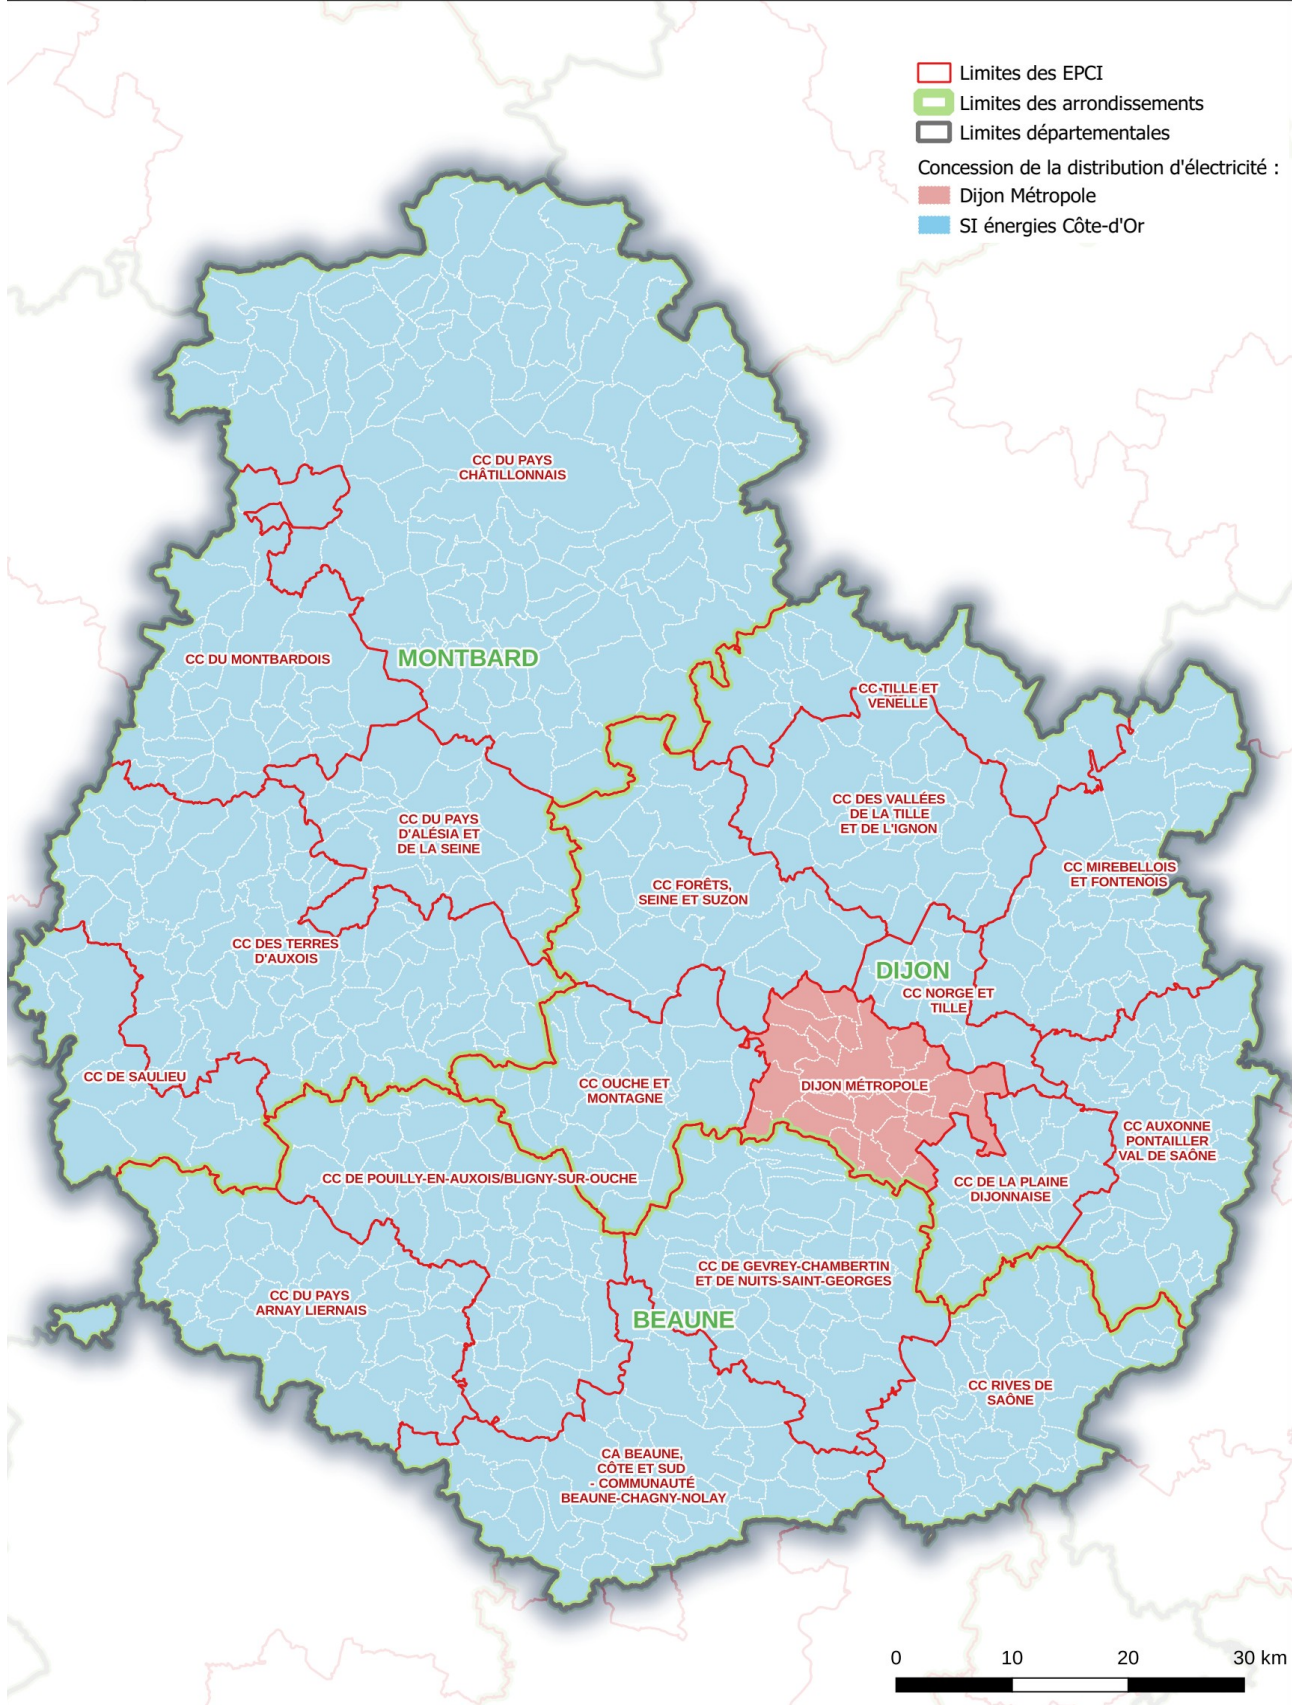 Limites des EPCI
Limites des arrondissements
Limites départementales
Concession de la distribution d'électricité :
Dijon Métropole
SI énergies Côte-d'Or
CC DU PAYS
CHÂTILLONNAIS
CC DU MONTBARDOIS
MONTBARD
CC TILLE ET
VENELLE
CC DES VALLÉES
DE LA TILLE
ET DE L'IGNON
CC DU PAYS
D'ALÉSIA ET
DE LA SEINE
CC MIREBELLOIS
ET FONTENOIS
CC FORÊTS,
SEINE ET SUZON
CC DES TERRES
D'AUXOIS
DIJON
CC NORGE ET
TILLE
CC DE SAULIEU
CC OUCHE ET
MONTAGNE
DIJON MÉTROPOLE
CC AUXONNE
PONTAILLER
VAL DE SAÔNE
CC DE POUILLY-EN-AUXOIS/BLIGNY-SUR-OUCHE
CC DE LA PLAINE
DIJONNAISE
CC DE GEVREY-CHAMBERTIN
ET DE NUITS-SAINT-GEORGES
CC DU PAYS
ARNAY LIERNAIS
BEAUNE
CC RIVES DE
SAÔNE
CA BEAUNE,
CÔTE ET SUD
- COMMUNAUTÉ
BEAUNE-CHAGNY-NOLAY
0 10 20 30 km